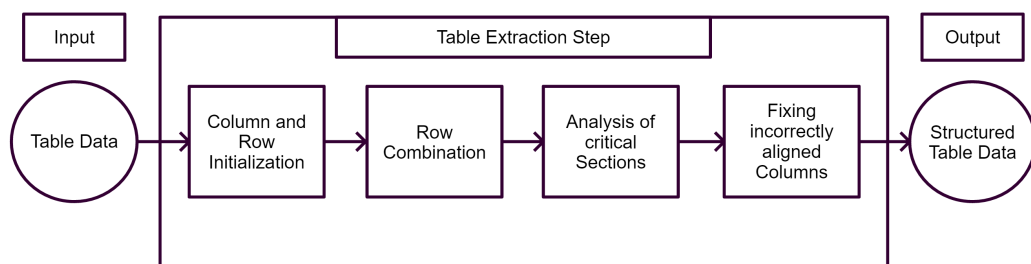 Input
Table Extraction Step
Output
Table Data
Column and
Row
Initialization
Row
Combination
Analysis of
critical
Sections
Fixing
incorrectly
aligned
Columns
Structured
Table Data